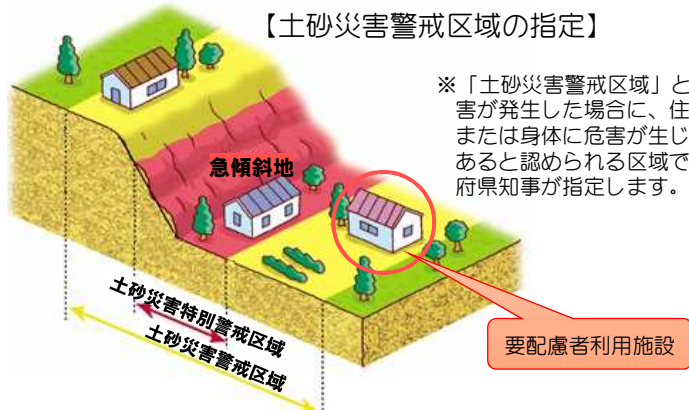 【土砂災害警戒区域の指定】
※「土砂災害警戒区域」と
害が発生した場合に、住
または身体に危害が生じ
あると認められる区域で
府県知事が指定します。
急傾斜地
土砂災害特別警戒区域
土砂災害警戒区域
要配慮者利用施設